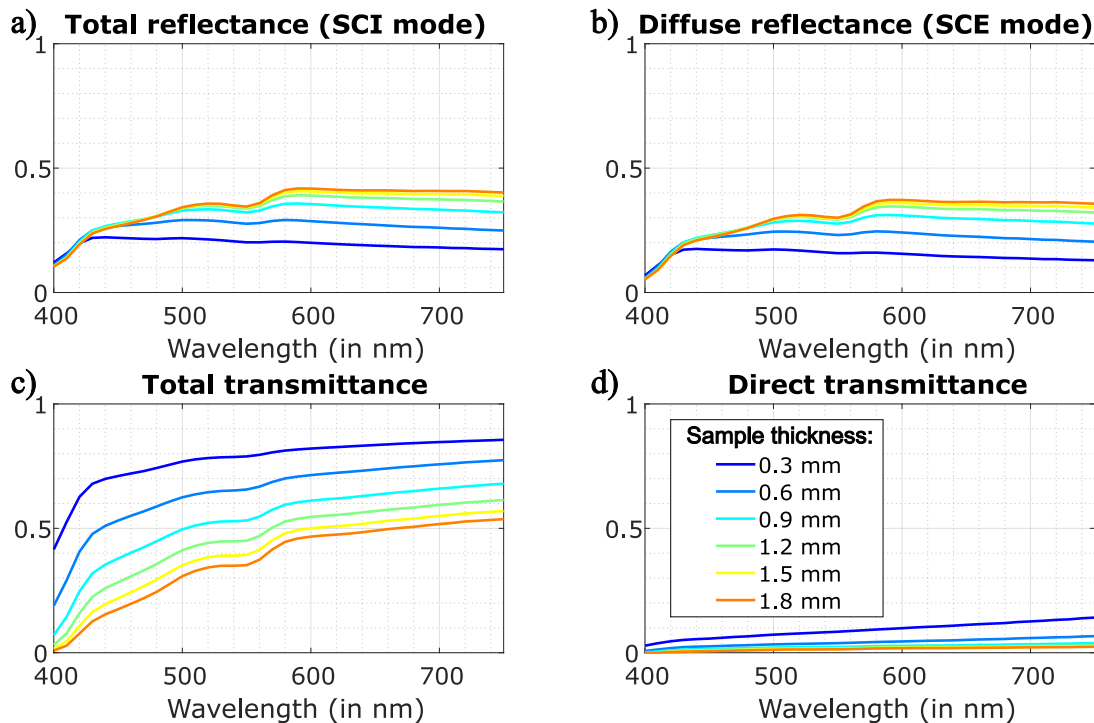 a) Total reflectance (SCI mode)
1
0.5
0
400 500 600 700
Wavelength (in nm)
b) Diffuse reflectance (SCE mode)
1
0.5
0
400 500 600 700
Wavelength (in nm)
c) Total transmittance
1
0.5
0
400 500 600 700
Wavelength (in nm)
d) Direct transmittance
1
0.5
0
Sample thickness:
0.3 mm
0.6 mm
0.9 mm
1.2 mm
1.5 mm
1.8 mm
400 500 600 700
Wavelength (in nm)